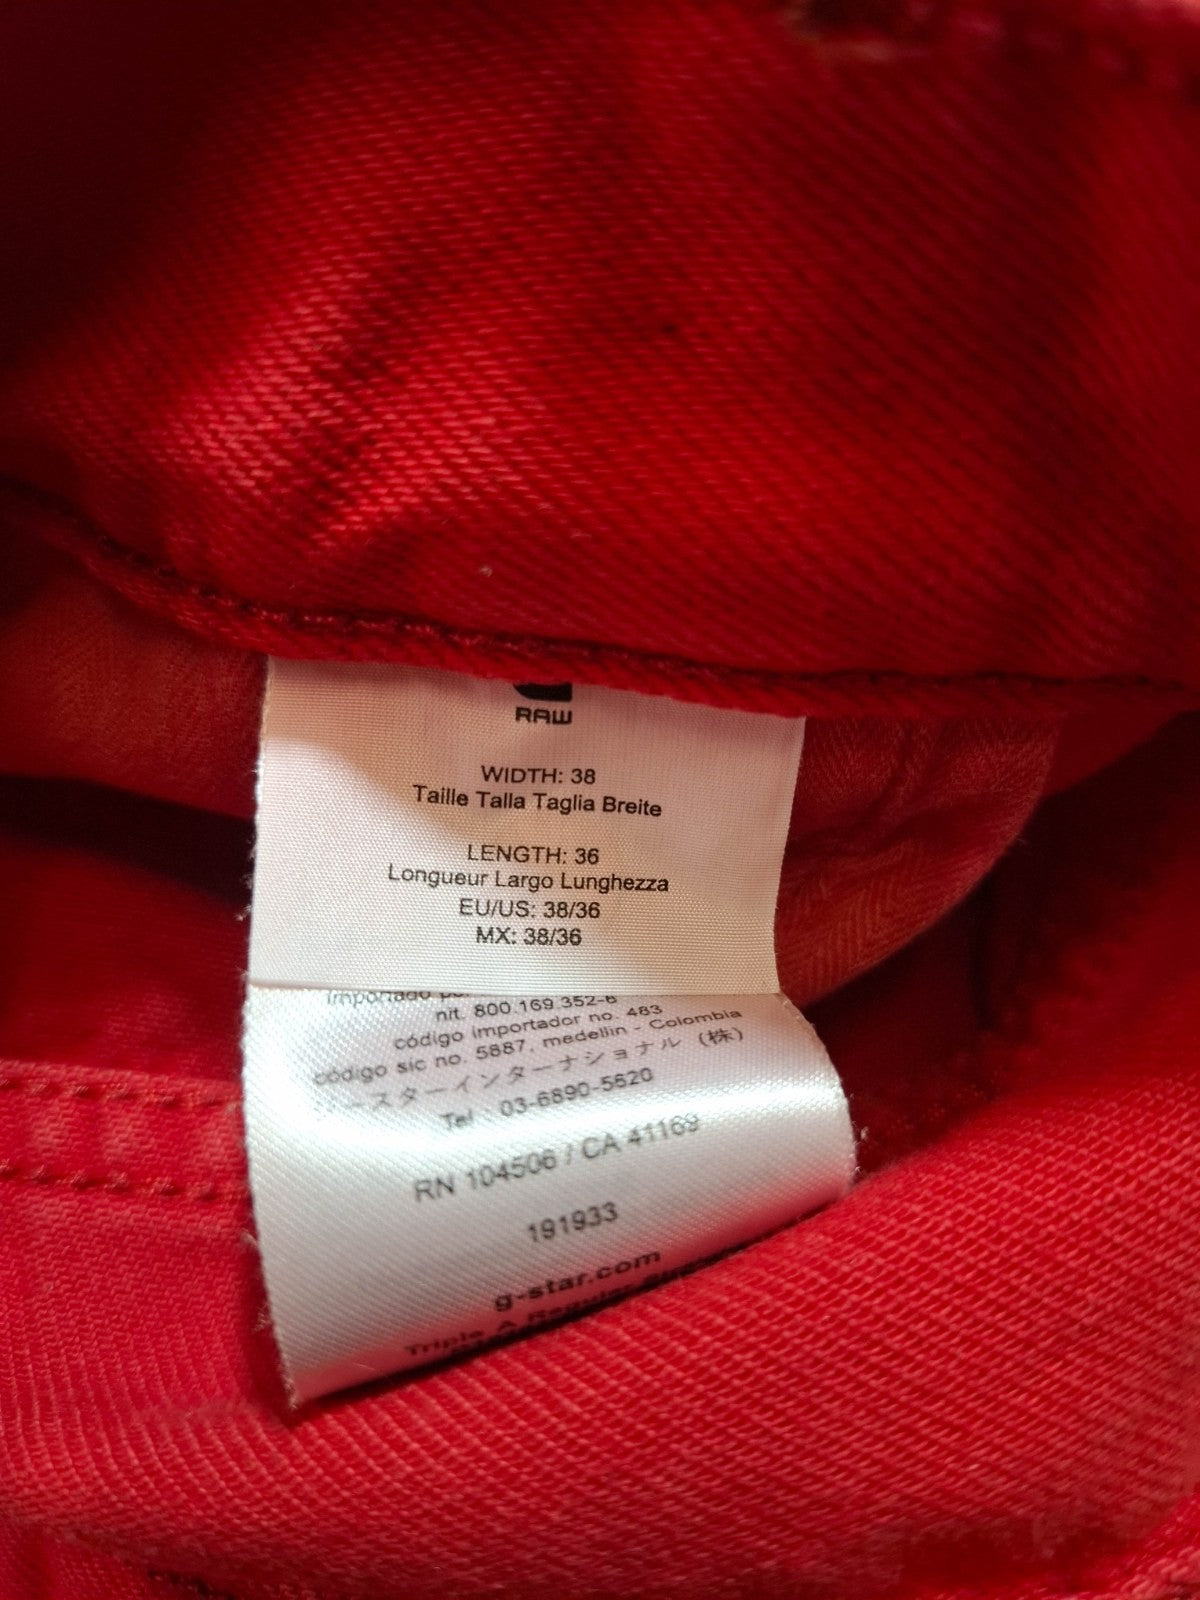 RAW
WIDTH: 38
Taille Talla Taglia Breite
LENGTH: 36
Longueur Largo Lunghezza
EU/US: 38/36
MX: 38/36
Importado
nit. 800.169.352-6
código importador no. 483
código sic no. 5887, medellin - Colombia
ースターインターナショナル (株)
Tel : 03-6890-5620
RN 104506 / CA 41169
191933
g-star.com
Triple A Regular